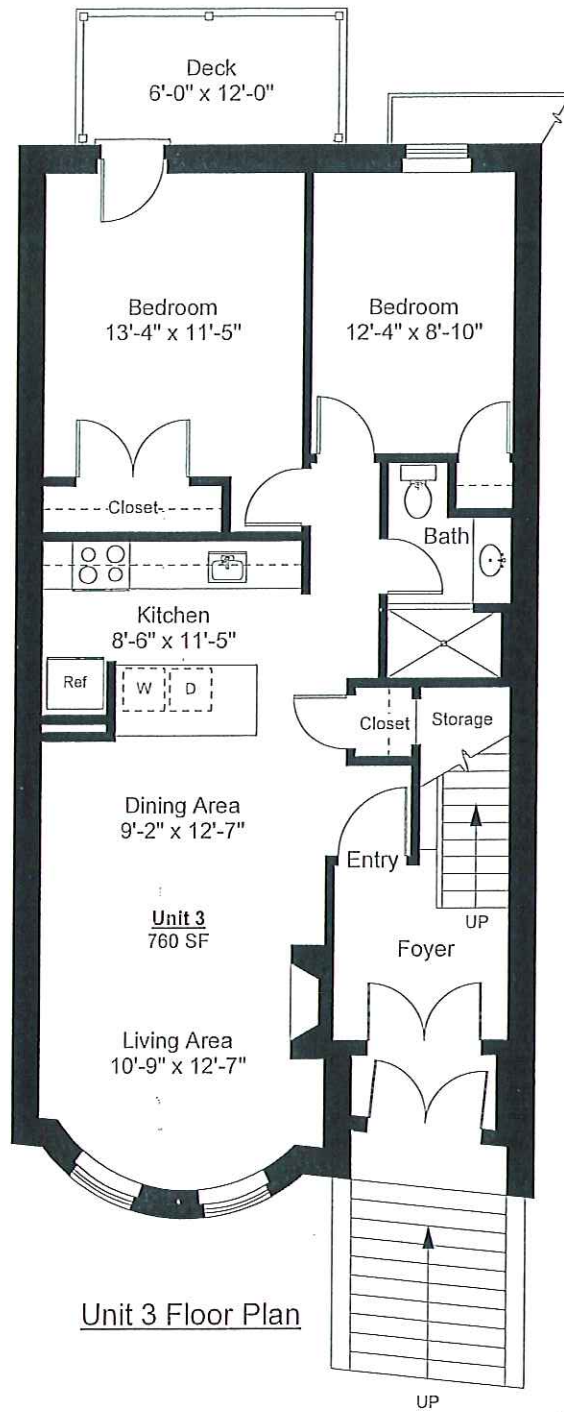 Deck
6'-0" x 12'-0"
Bedroom
13'-4" x 11'-5"
Bedroom
12'-4" x 8'-10"
Closet
Bath
Kitchen
8'-6" x 11'-5"
Ref
W
D
Closet
Storage
Dining Area
9'-2" x 12'-7"
Entry
UP
Unit 3
760 SF
Foyer
Living Area
10'-9" x 12'-7"
Unit 3 Floor Plan
UP